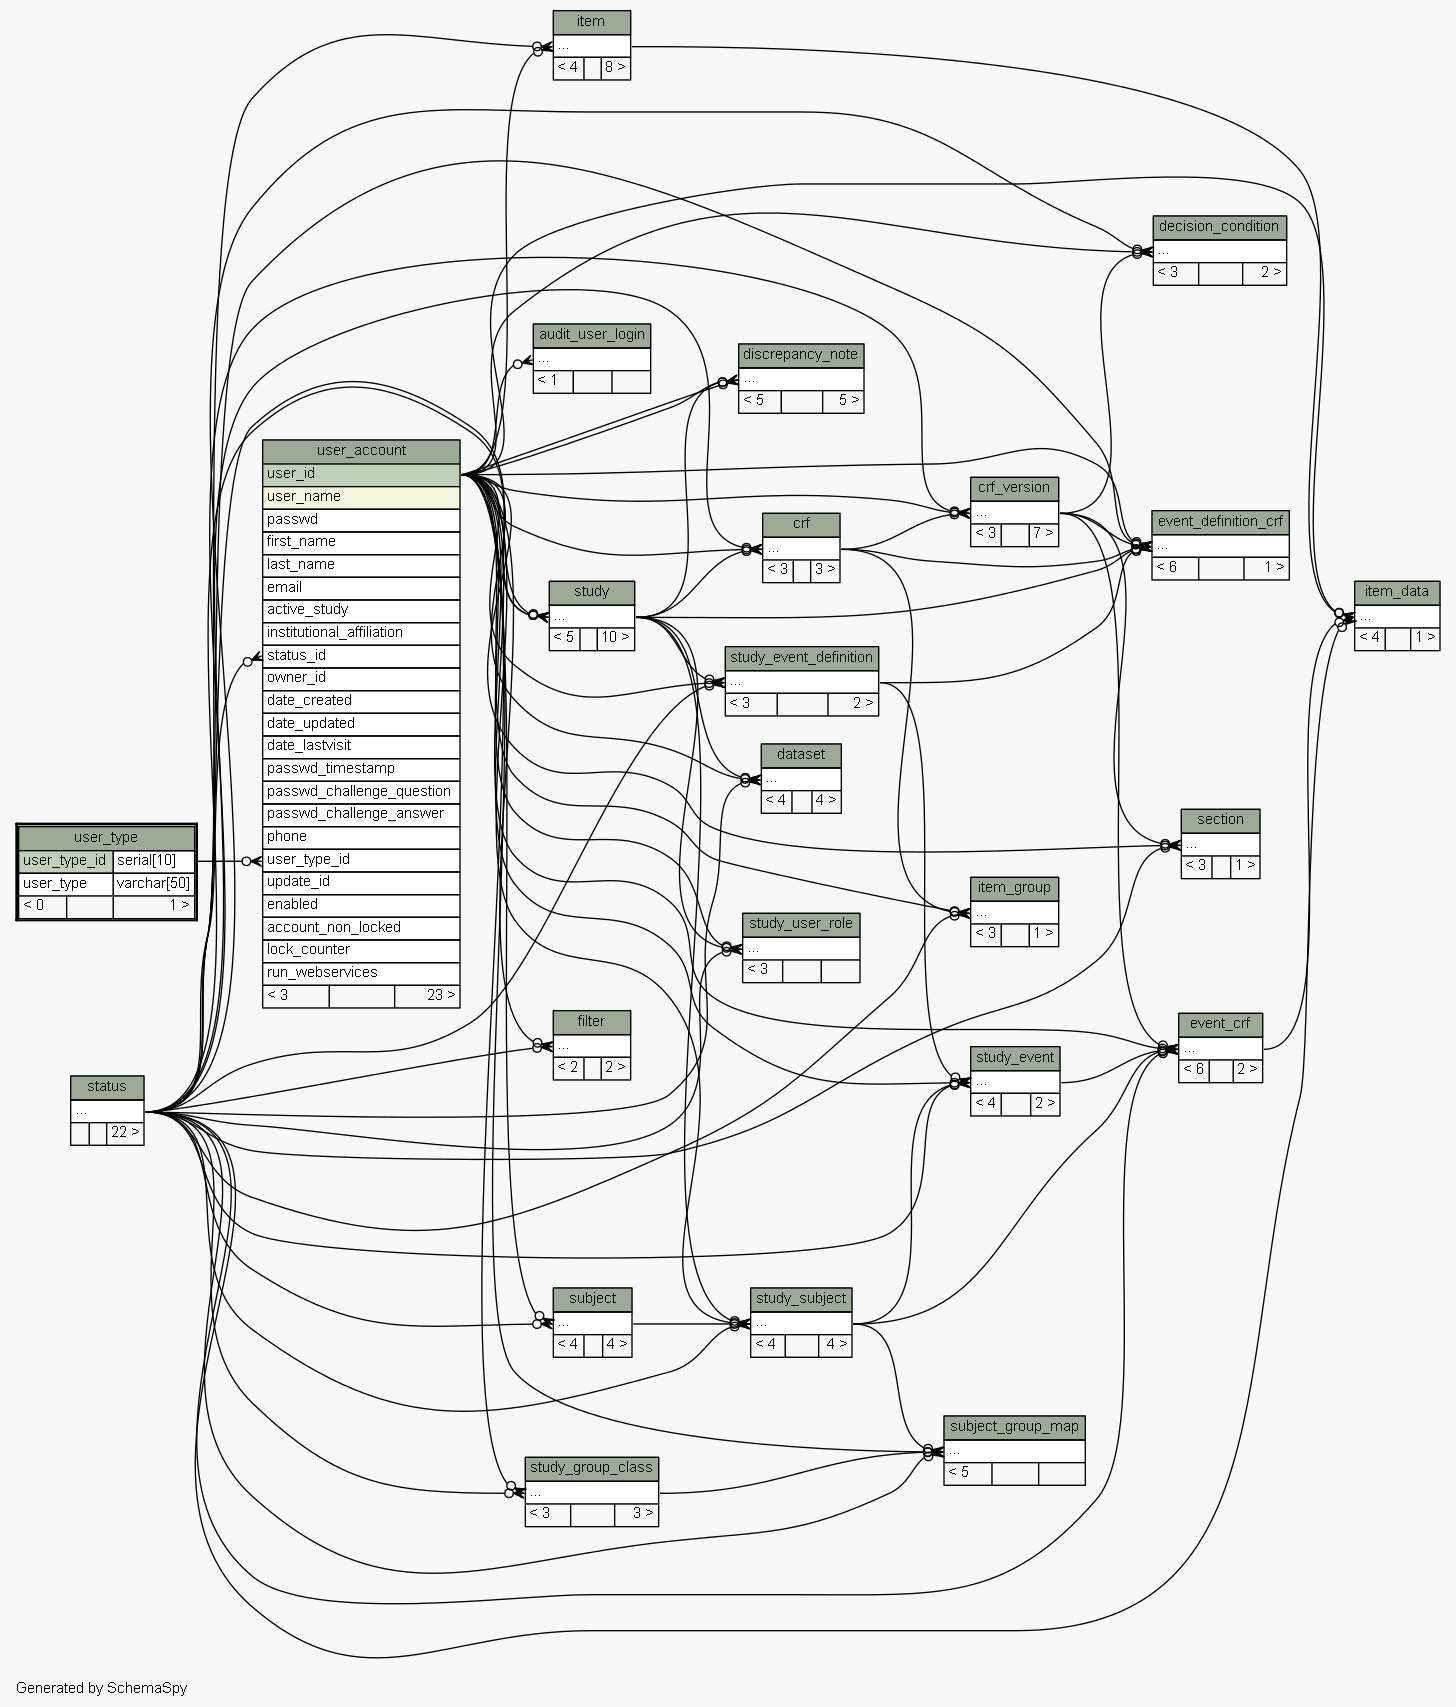 item
...
< 4 8 >
decision_condition
...
< 3 2 >
audit_user_login
...
< 1
discrepancy_note
...
< 5 5 >
user_account
user_id
user_name
passwd
first_name
last_name
email
active_study
institutional_affiliation
status_id
owner_id
date_created
date_updated
date_lastvisit
passwd_timestamp
passwd_challenge_question
passwd_challenge_answer
phone
user_type_id
update_id
enabled
account_non_locked
lock_counter
run_webservices
< 3 23 >
crf_version
...
< 3 7 >
crf
...
< 3 3 >
event_definition_crf
...
< 6 1 >
study
...
< 5 10 >
item_data
...
< 4 1 >
study_event_definition
...
< 3 2 >
dataset
...
< 4 4 >
section
...
< 3 1 >
user_type
user_type_id serial[10]
user_type varchar[50]
< 0 1 >
item_group
...
< 3 1 >
study_user_role
...
< 3
filter
...
< 2 2 >
event_crf
...
< 6 2 >
study_event
...
< 4 2 >
status
...
22 >
subject
...
< 4 4 >
study_subject
...
< 4 4 >
subject_group_map
...
< 5
study_group_class
...
< 3 3 >
Generated by SchemaSpy